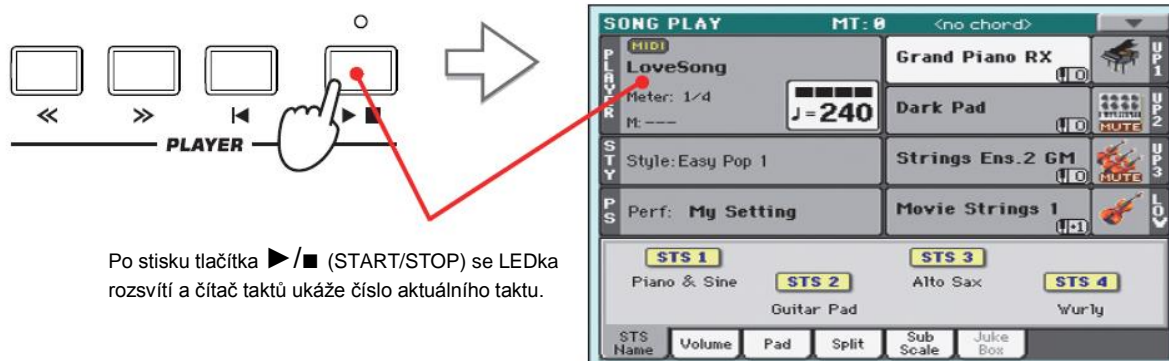 PLAYER
Po stisku tlačítka ►/■ (START/STOP) se LEDka
rozsvítí a čítač taktů ukáže číslo aktuálního taktu.
SONG PLAY MT: 0 <no chord>
PLAYER
MIDI
LoveSong
Meter: 1/4
M: ---
♩=240
Grand Piano RX
0
UP1
Dark Pad
0
MUTE
UP2
STY
Style: Easy Pop 1
Strings Ens.2 GM
0
MUTE
UP3
PS
Perf: My Setting
Movie Strings 1
+1
LOW
STS 1
Piano & Sine
STS 2
Guitar Pad
STS 3
Alto Sax
STS 4
Wurly
STS Name
Volume
Pad
Split
Sub Scale
Juke Box